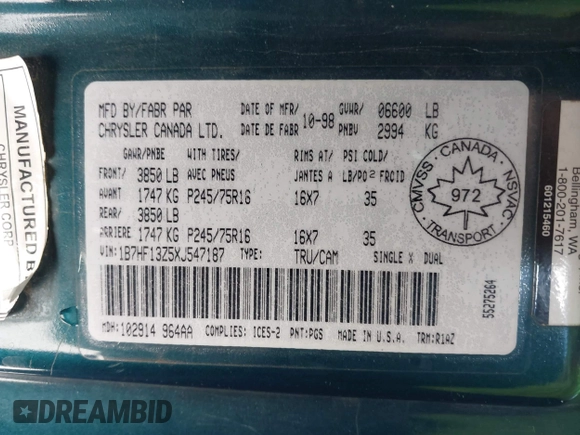 MFD BY/FABR PAR DATE OF MFR/ 10-98 GVWR/ 06600 LB
CHRYSLER CANADA LTD. DATE DE FABR PNBV 2994 KG
GAWR/PNBE WITH TIRES/ RIMS AT/ PSI COLD/
FRONT/ 3850 LB AVEC PNEUS JANTES A LB/PO2 FROID
AVANT 1747 KG P245/75R16 16X7 35
REAR/ 3850 LB
ARRIERE 1747 KG P245/75R16 16X7 35
VIN: 1B7HF13Z5XJ547187 TYPE: TRU/CAM SINGLE X DUAL
MDH: 102914 964AA COMPLIES: ICES-2 PNT: PGS MADE IN U.S.A. TRM: R1AZ
55275264
CMVSS · CANADA · NSVAC
972
TRANSPORT
MANUFACTURED B
CHRYSLER CORP
Bellingham, WA
1-800-201-7617
601215460
DREAMBID